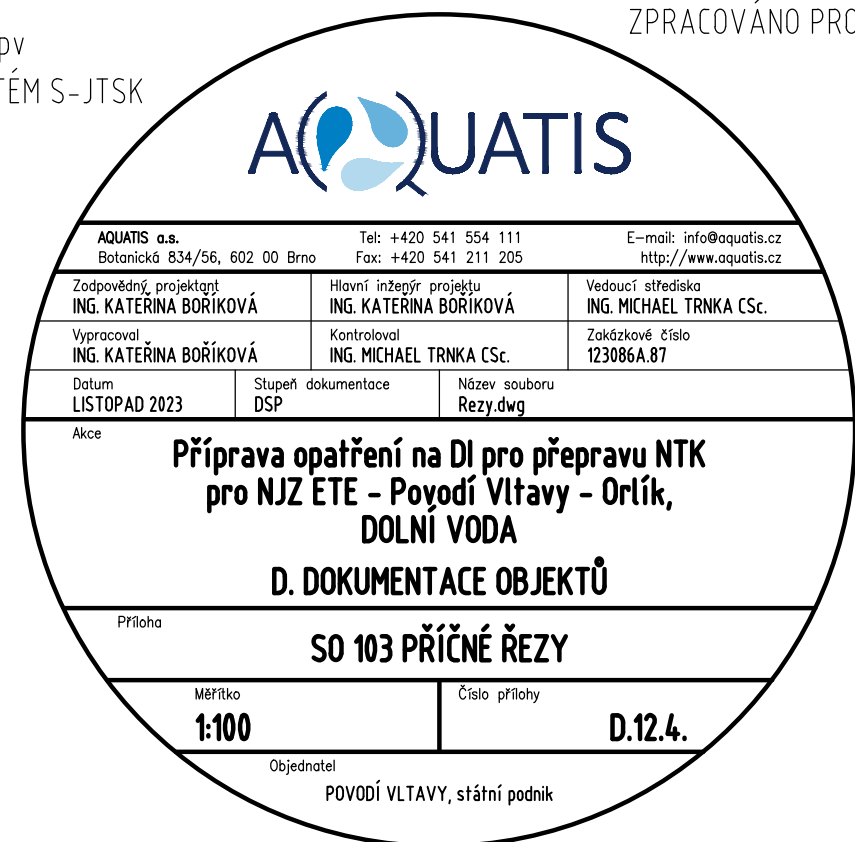 ZPRACOVÁNO PRO
pv
TÉM S-JTSK
AQUATIS
AQUATIS a.s. Tel: +420 541 554 111 E-mail: info@aquatis.cz
Botanická 834/56, 602 00 Brno Fax: +420 541 211 205 http://www.aquatis.cz
Zodpovědný projektant Hlavní inženýr projektu Vedoucí střediska
ING. KATEŘINA BOŘÍKOVÁ ING. KATEŘINA BOŘÍKOVÁ ING. MICHAEL TRNKA CSc.
Vypracoval Kontroloval Zakázkové číslo
ING. KATEŘINA BOŘÍKOVÁ ING. MICHAEL TRNKA CSc. 123086A.87
Datum Stupeň dokumentace Název souboru
LISTOPAD 2023 DSP Rezy.dwg
Akce
Příprava opatření na DI pro přepravu NTK
pro NJZ ETE - Povodí Vltavy - Orlík,
DOLNÍ VODA
D. DOKUMENTACE OBJEKTŮ
Příloha
SO 103 PŘÍČNÉ ŘEZY
Měřítko Číslo přílohy
1:100 D.12.4.
Objednatel
POVODÍ VLTAVY, státní podnik